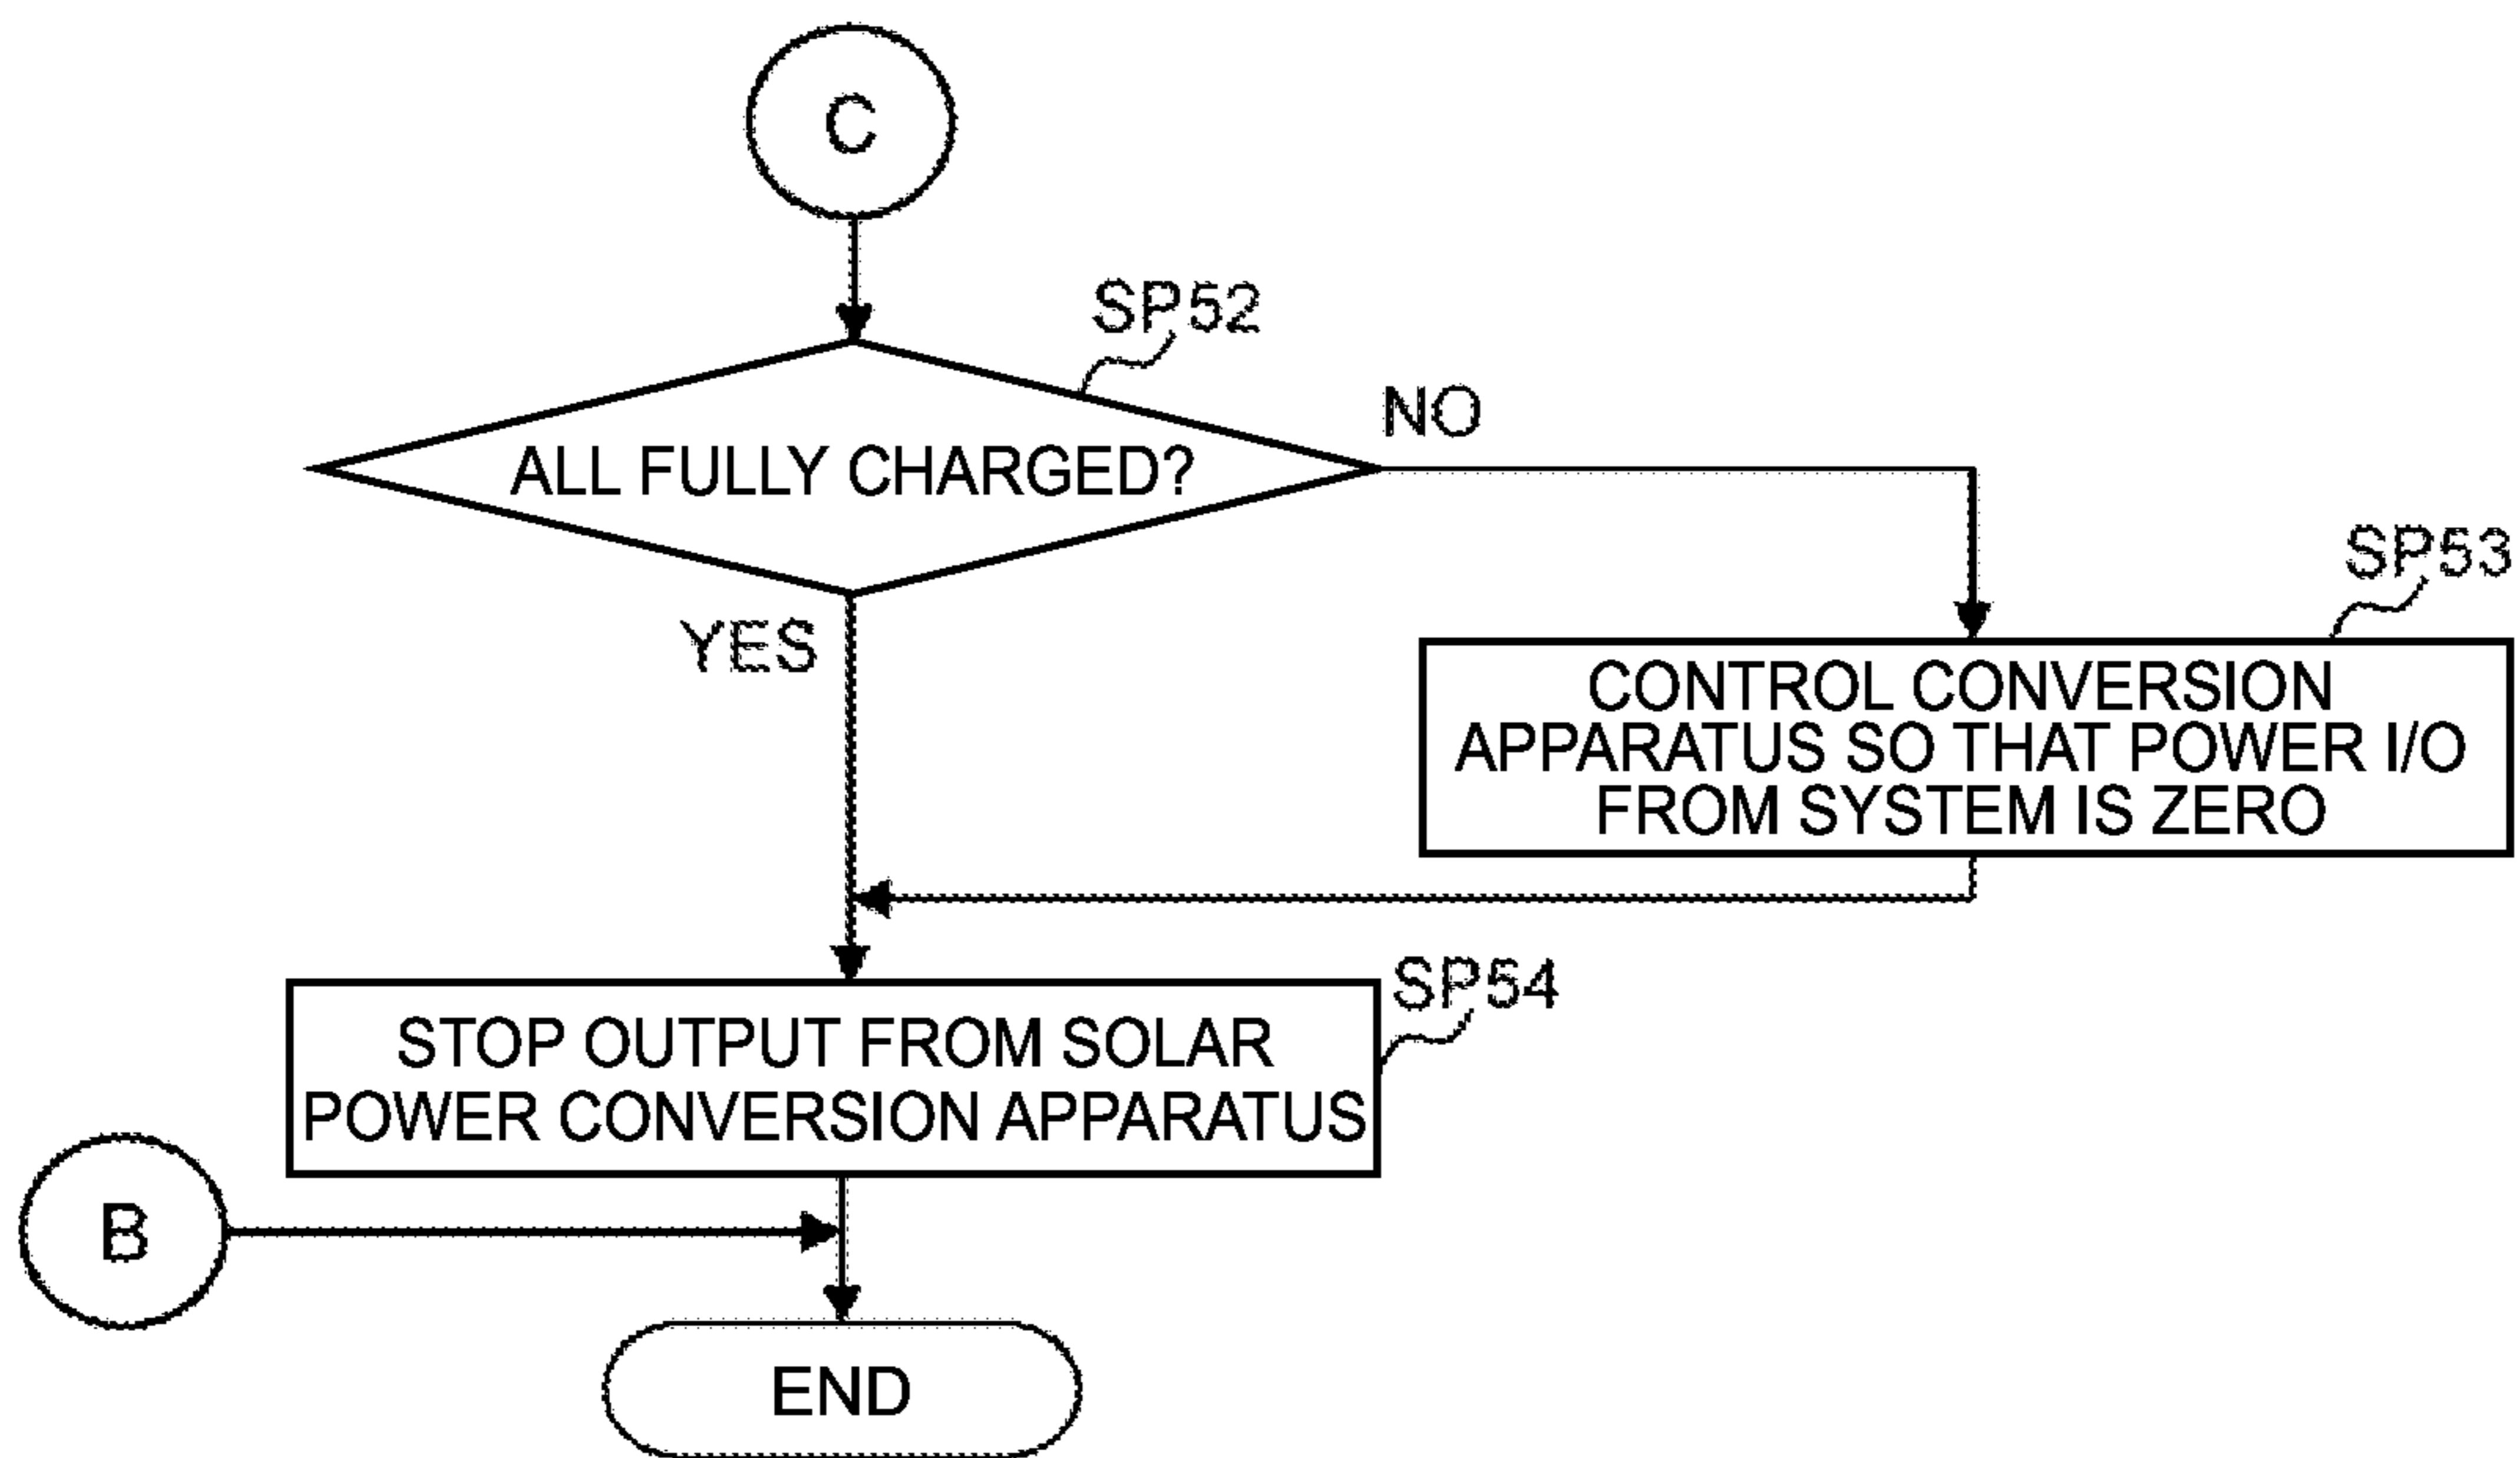 C
SP52
ALL FULLY CHARGED?
NO
YES
SP53
CONTROL CONVERSION
APPARATUS SO THAT POWER I/O
FROM SYSTEM IS ZERO
SP54
STOP OUTPUT FROM SOLAR
POWER CONVERSION APPARATUS
B
END